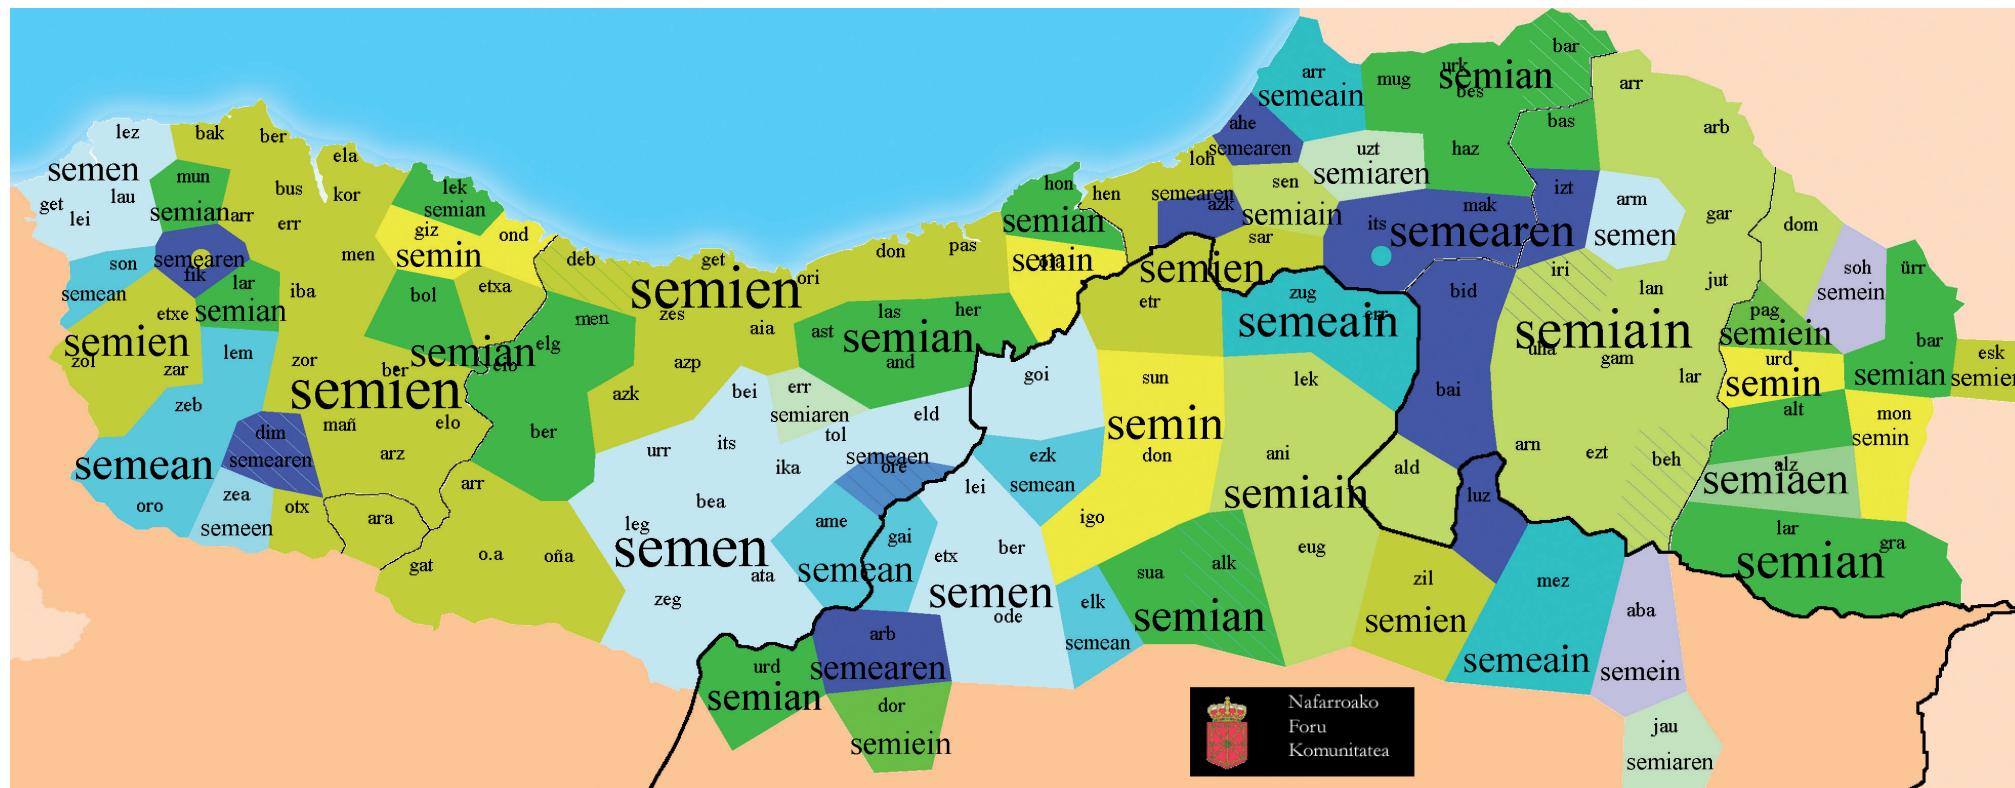 lez
bak
ber
semen
mun
ela
get
lau
lei
semian
arr
bus
kor
lek
semian
err
giz
ond
semin
men
son
semearen
fik
semean
lar
semian
iba
bol
etxa
etxe
semien
zol
zar
lem
zor
ber
semian
eib
semien
zeb
mañ
elo
dim
semearen
arz
semean
oro
zea
semeen
otx
ara
arr
gat
o.a
oña
deb
get
ori
don
pas
semien
men
zes
aia
elg
azp
azk
ber
ast
las
her
semian
and
bei
err
semiaren
tol
eld
urr
its
ika
semeaen
ore
bea
leg
semen
ata
zeg
ame
semean
gai
hon
semian
hen
semin
loh
semearen
azk
ahe
semearen
arr
semeain
mug
urk
semian
bes
bar
uzt
semiaren
haz
bas
sen
semiain
sar
semien
its
mak
semearen
izt
arr
arb
arm
semen
gar
jut
iri
lan
semiain
uha
gam
lar
arn
ezt
beh
dom
soh
semein
ürr
pag
semiein
bar
urd
semin
semian
esk
semien
alt
mon
semin
alz
semiaen
lar
gra
semian
etr
zug
semeain
err
bid
bai
goi
sun
semin
don
lek
ani
semiain
ald
luz
ezk
semean
lei
igo
etx
ber
semen
ode
elk
semean
sua
alk
semian
eug
zil
semien
mez
semeain
aba
semein
jau
semiaren
urd
semian
arb
semearen
dor
semiein
Nafarroako
Foru
Komunitatea